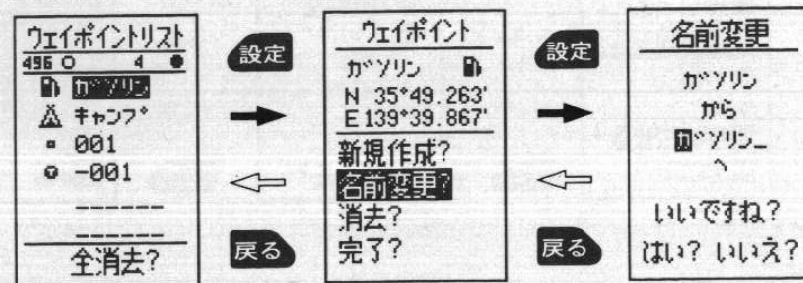 ウェイポイントリスト
496 4
ガソリン
キャンプ
001
-001
------
------
全消去?
設定
戻る
ウェイポイント
ガソリン
N 35°49.263'
E 139°39.867'
新規作成?
名前変更?
消去?
完了?
設定
戻る
名前変更
ガソリン
から
ガソリン_
へ
いいですね?
はい? いいえ?